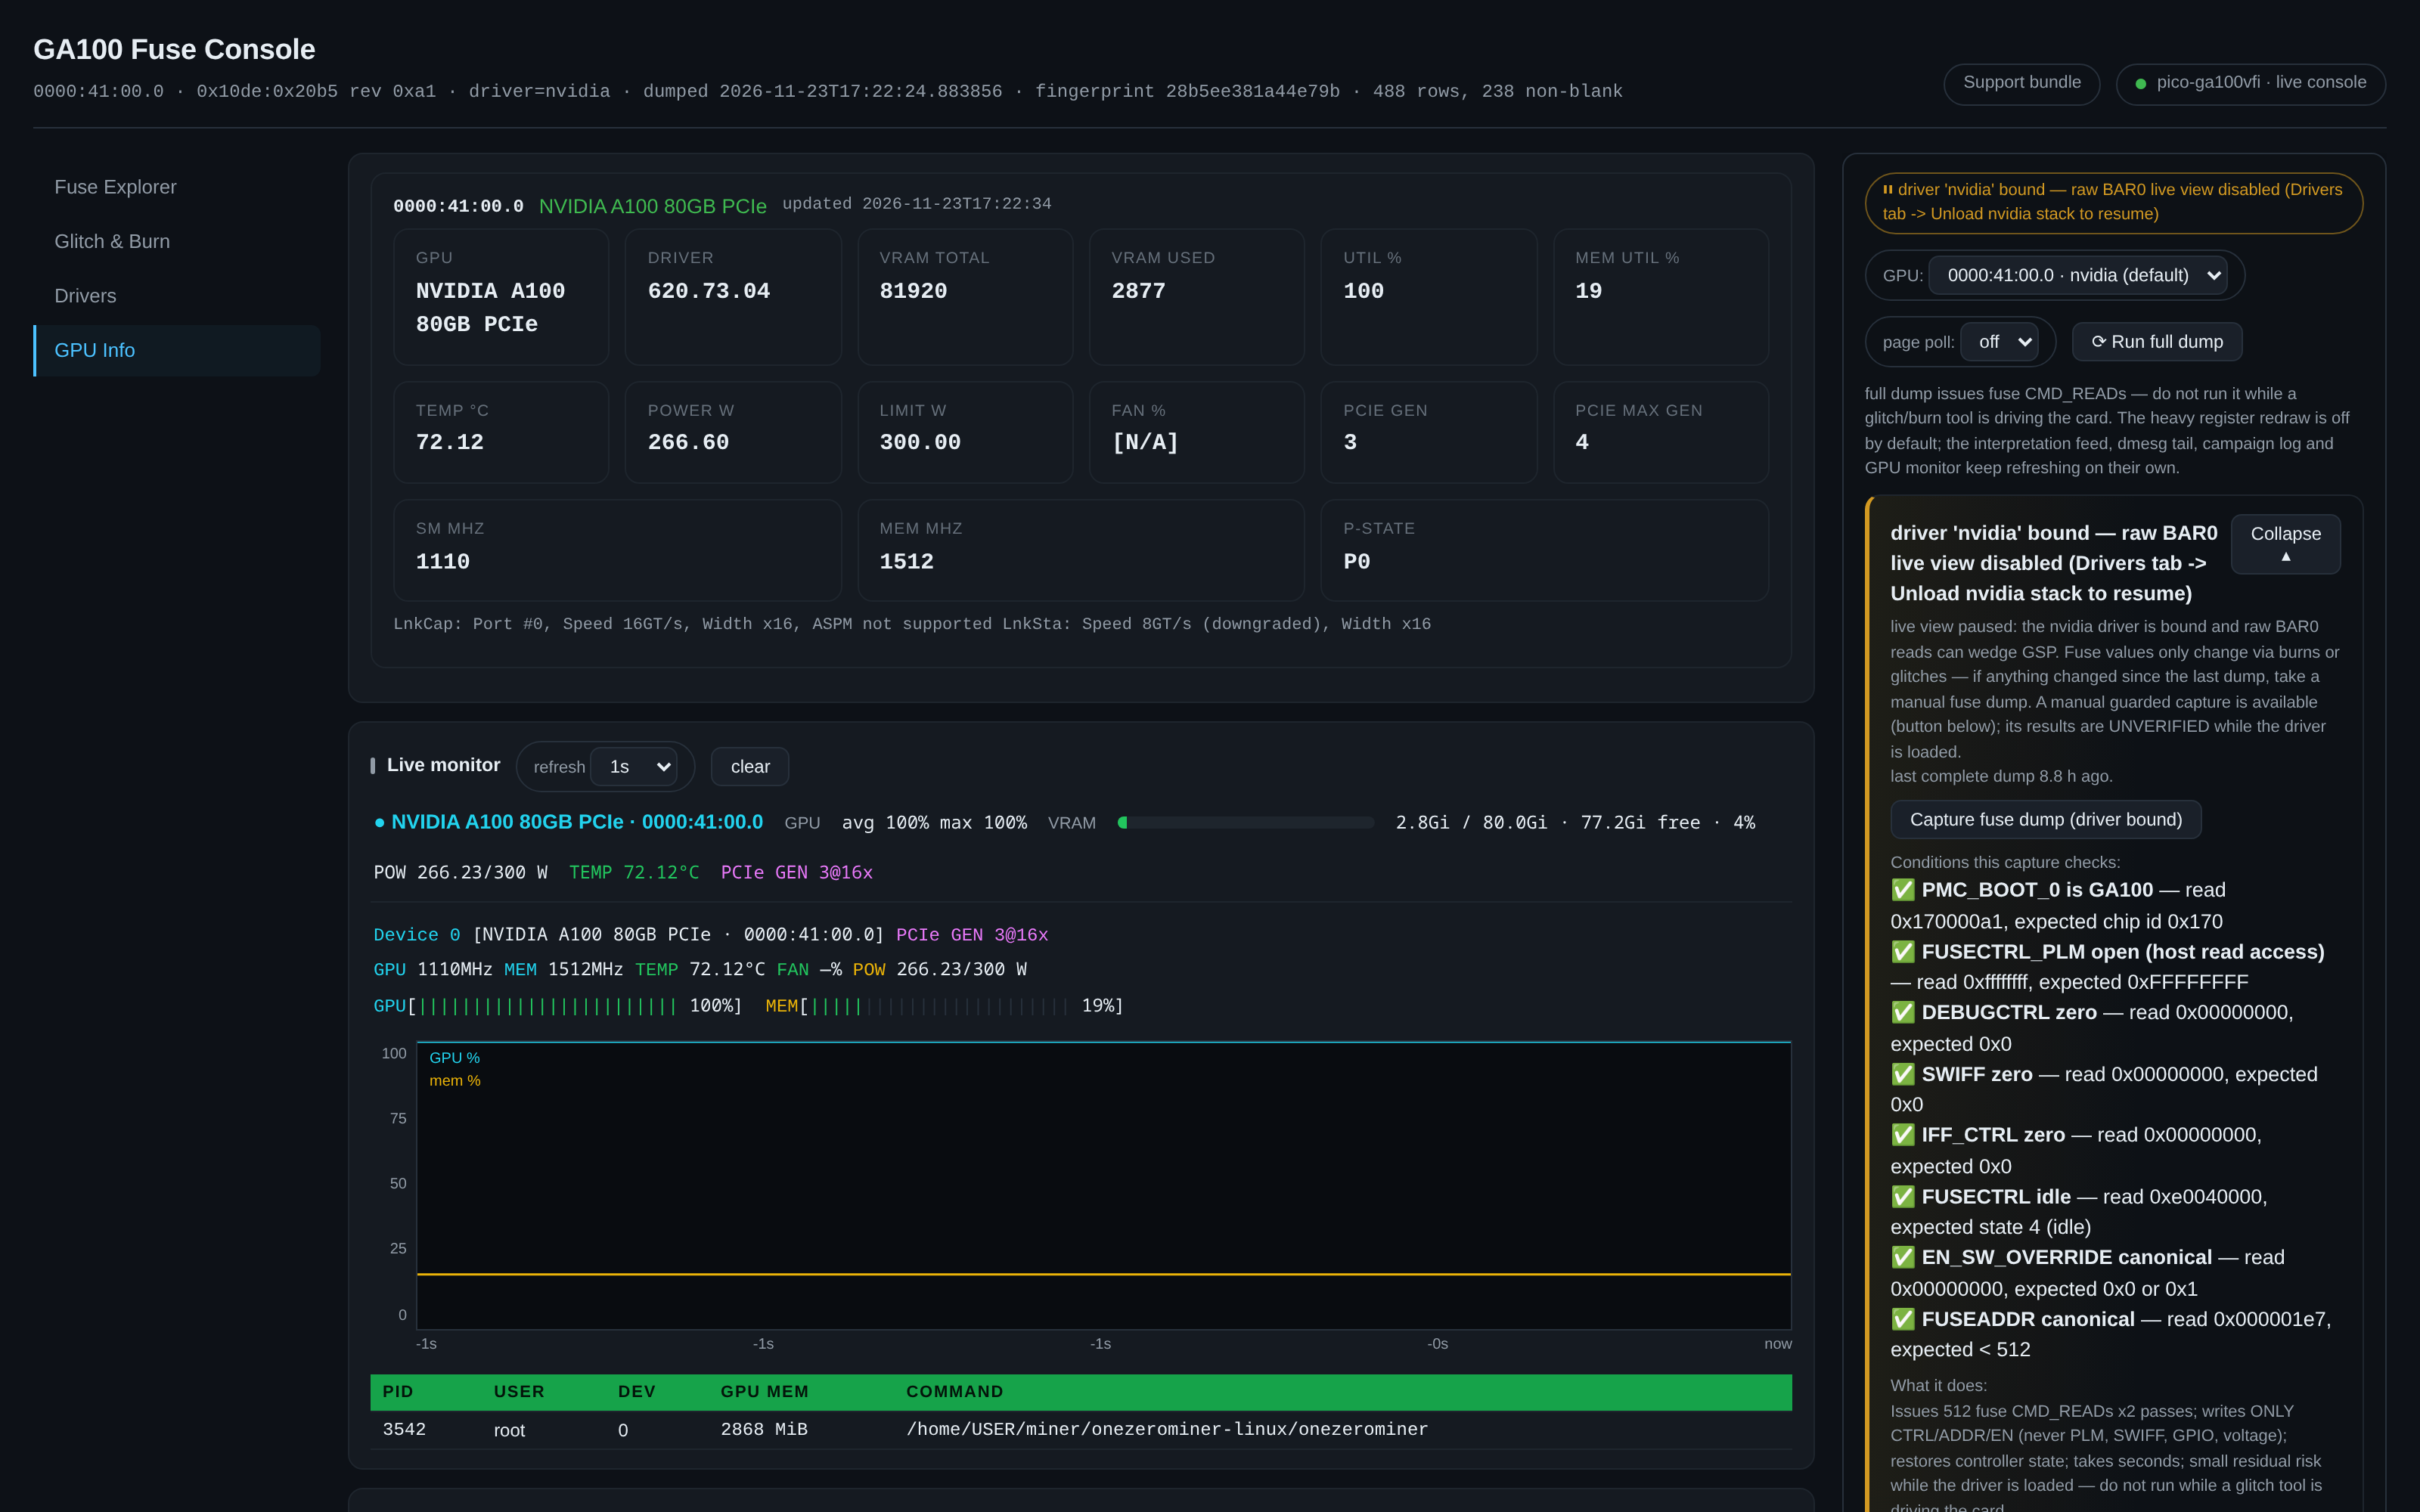 GA100 Fuse Console
0000:41:00.0 · 0x10de:0x20b5 rev 0xa1 · driver=nvidia · dumped 2026-11-23T17:22:24.883856 · fingerprint 28b5ee381a44e79b · 488 rows, 238 non-blank
Support bundle
pico-ga100vfi · live console
Fuse Explorer
Glitch & Burn
Drivers
GPU Info
0000:41:00.0 NVIDIA A100 80GB PCIe updated 2026-11-23T17:22:34
GPU
NVIDIA A100
80GB PCIe
DRIVER
620.73.04
VRAM TOTAL
81920
VRAM USED
2877
UTIL %
100
MEM UTIL %
19
TEMP °C
72.12
POWER W
266.60
LIMIT W
300.00
FAN %
[N/A]
PCIE GEN
3
PCIE MAX GEN
4
SM MHZ
1110
MEM MHZ
1512
P-STATE
P0
LnkCap: Port #0, Speed 16GT/s, Width x16, ASPM not supported LnkSta: Speed 8GT/s (downgraded), Width x16
Live monitor refresh 1s clear
● NVIDIA A100 80GB PCIe · 0000:41:00.0 GPU avg 100% max 100% VRAM 2.8Gi / 80.0Gi · 77.2Gi free · 4%
POW 266.23/300 W TEMP 72.12°C PCIe GEN 3@16x
Device 0 [NVIDIA A100 80GB PCIe · 0000:41:00.0] PCIe GEN 3@16x
GPU 1110MHz MEM 1512MHz TEMP 72.12°C FAN —% POW 266.23/300 W
GPU[|||||||||||||||||||||||| 100%] MEM[|||||||||||||||||||||||| 19%]
100
75
50
25
0
GPU %
mem %
-1s -1s -1s -0s now
PID USER DEV GPU MEM COMMAND
3542 root 0 2868 MiB /home/USER/miner/onezerominer-linux/onezerominer
⏸ driver 'nvidia' bound — raw BAR0 live view disabled (Drivers
tab -> Unload nvidia stack to resume)
GPU: 0000:41:00.0 · nvidia (default)
page poll: off ⟳ Run full dump
full dump issues fuse CMD_READs — do not run it while a
glitch/burn tool is driving the card. The heavy register redraw is off
by default; the interpretation feed, dmesg tail, campaign log and
GPU monitor keep refreshing on their own.
driver 'nvidia' bound — raw BAR0
live view disabled (Drivers tab ->
Unload nvidia stack to resume)
Collapse
▲
live view paused: the nvidia driver is bound and raw BAR0
reads can wedge GSP. Fuse values only change via burns or
glitches — if anything changed since the last dump, take a
manual fuse dump. A manual guarded capture is available
(button below); its results are UNVERIFIED while the driver
is loaded.
last complete dump 8.8 h ago.
Capture fuse dump (driver bound)
Conditions this capture checks:
✅ PMC_BOOT_0 is GA100 — read
0x170000a1, expected chip id 0x170
✅ FUSECTRL_PLM open (host read access)
— read 0xffffffff, expected 0xFFFFFFFF
✅ DEBUGCTRL zero — read 0x00000000,
expected 0x0
✅ SWIFF zero — read 0x00000000, expected
0x0
✅ IFF_CTRL zero — read 0x00000000,
expected 0x0
✅ FUSECTRL idle — read 0xe0040000,
expected state 4 (idle)
✅ EN_SW_OVERRIDE canonical — read
0x00000000, expected 0x0 or 0x1
✅ FUSEADDR canonical — read 0x000001e7,
expected < 512
What it does:
Issues 512 fuse CMD_READs x2 passes; writes ONLY
CTRL/ADDR/EN (never PLM, SWIFF, GPIO, voltage);
restores controller state; takes seconds; small residual risk
while the driver is loaded — do not run while a glitch tool is
driving the card